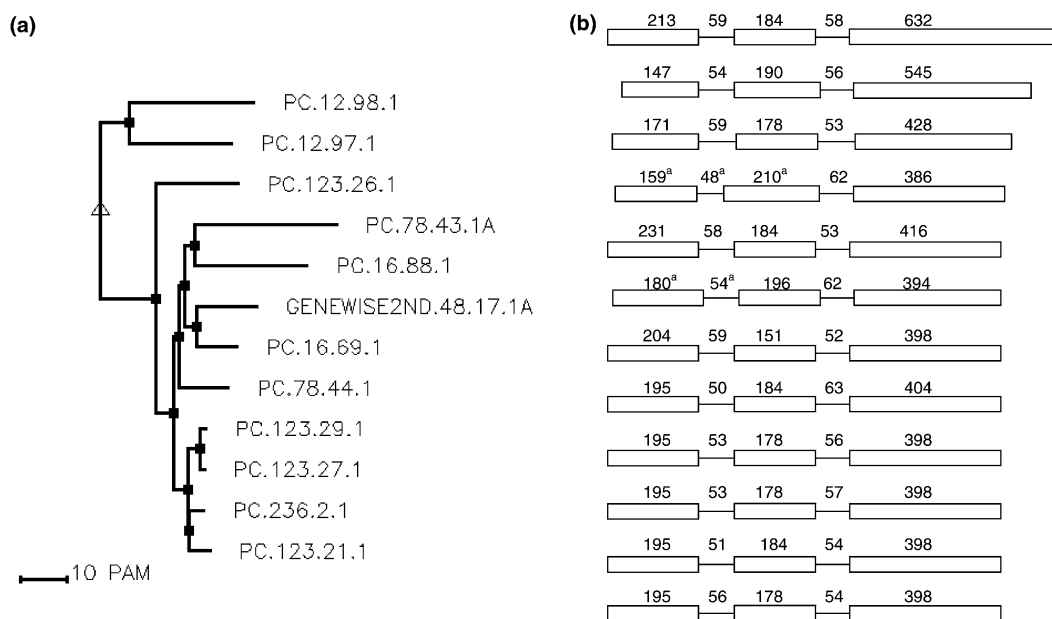 (a)
PC.12.98.1
PC.12.97.1
PC.123.26.1
PC.78.43.1A
PC.16.88.1
GENEWISE2ND.48.17.1A
PC.16.69.1
PC.78.44.1
PC.123.29.1
PC.123.27.1
PC.236.2.1
PC.123.21.1
10 PAM
(b)
213 59 184 58 632
147 54 190 56 545
171 59 178 53 428
159a 48a 210a 62 386
231 58 184 53 416
180a 54a 196 62 394
204 59 151 52 398
195 50 184 63 404
195 53 178 56 398
195 53 178 57 398
195 51 184 54 398
195 56 178 54 398